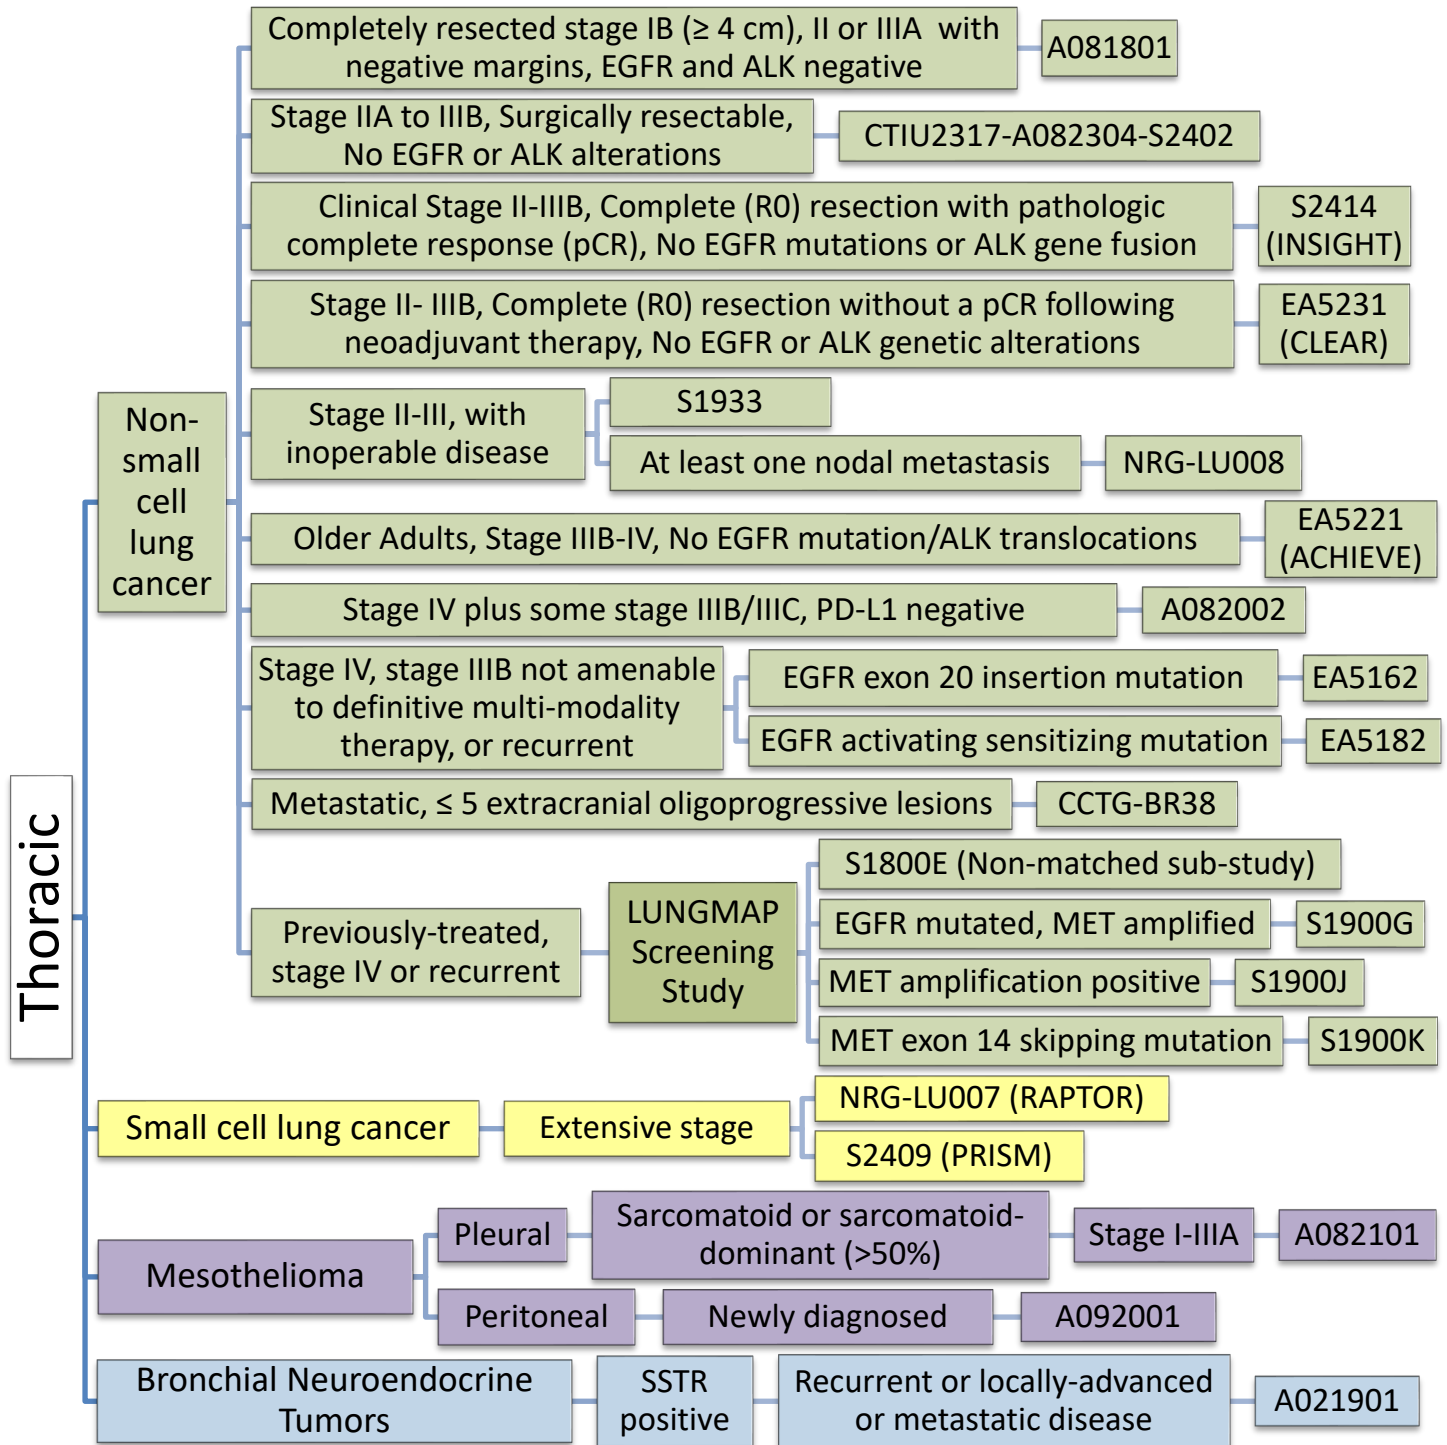 Thoracic
Non-
small
cell
lung
cancer
Completely resected stage IB (≥ 4 cm), II or IIIA with
negative margins, EGFR and ALK negative
A081801
Stage IIA to IIIB, Surgically resectable,
No EGFR or ALK alterations
CTIU2317-A082304-S2402
Clinical Stage II-IIIB, Complete (R0) resection with pathologic
complete response (pCR), No EGFR mutations or ALK gene fusion
S2414
(INSIGHT)
Stage II- IIIB, Complete (R0) resection without a pCR following
neoadjuvant therapy, No EGFR or ALK genetic alterations
EA5231
(CLEAR)
Stage II-III, with
inoperable disease
S1933
At least one nodal metastasis
NRG-LU008
Older Adults, Stage IIIB-IV, No EGFR mutation/ALK translocations
EA5221
(ACHIEVE)
Stage IV plus some stage IIIB/IIIC, PD-L1 negative
A082002
Stage IV, stage IIIB not amenable
to definitive multi-modality
therapy, or recurrent
EGFR exon 20 insertion mutation
EA5162
EGFR activating sensitizing mutation
EA5182
Metastatic, ≤ 5 extracranial oligoprogressive lesions
CCTG-BR38
Previously-treated,
stage IV or recurrent
LUNGMAP
Screening
Study
S1800E (Non-matched sub-study)
EGFR mutated, MET amplified
S1900G
MET amplification positive
S1900J
MET exon 14 skipping mutation
S1900K
Small cell lung cancer
Extensive stage
NRG-LU007 (RAPTOR)
S2409 (PRISM)
Mesothelioma
Pleural
Sarcomatoid or sarcomatoid-
dominant (>50%)
Stage I-IIIA
A082101
Peritoneal
Newly diagnosed
A092001
Bronchial Neuroendocrine
Tumors
SSTR
positive
Recurrent or locally-advanced
or metastatic disease
A021901